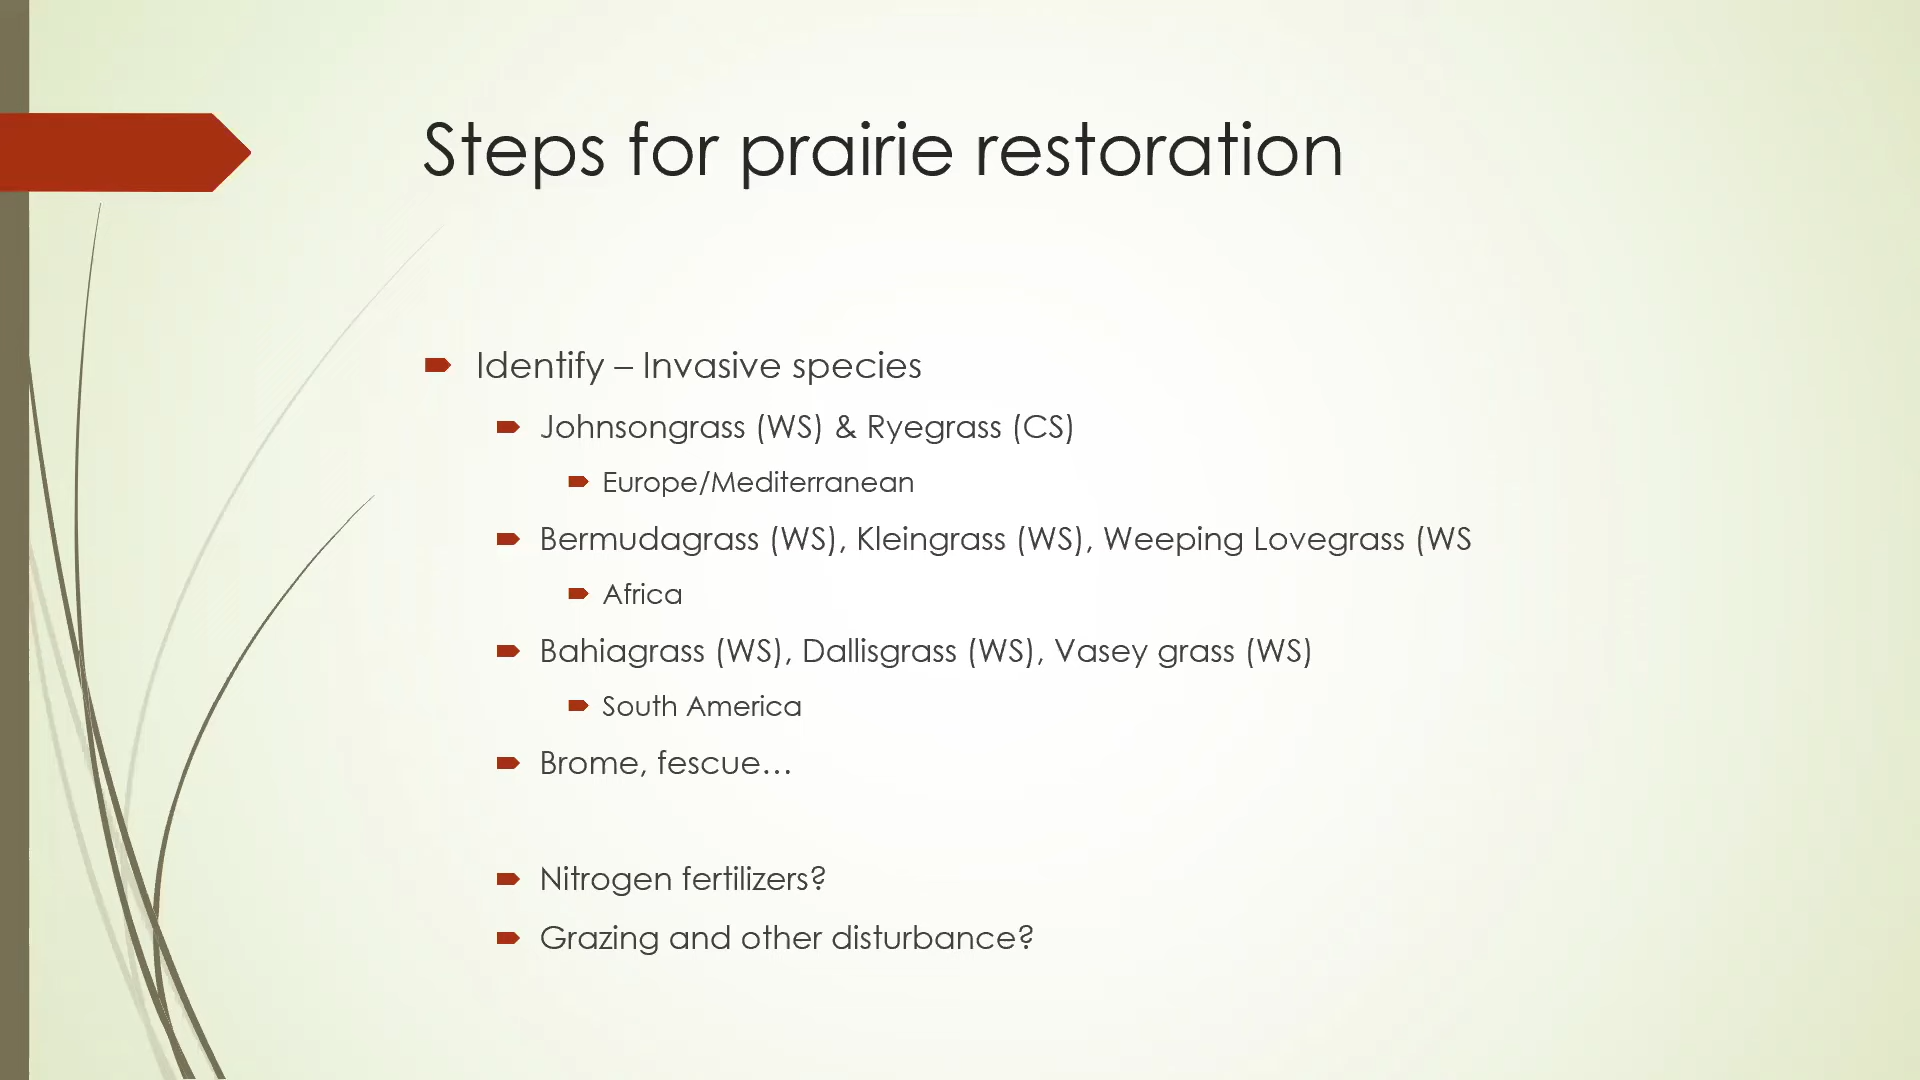 Steps for prairie restoration
Identify – Invasive species
Johnsongrass (WS) & Ryegrass (CS)
Europe/Mediterranean
Bermudagrass (WS), Kleingrass (WS), Weeping Lovegrass (WS
Africa
Bahiagrass (WS), Dallisgrass (WS), Vasey grass (WS)
South America
Brome, fescue…
Nitrogen fertilizers?
Grazing and other disturbance?